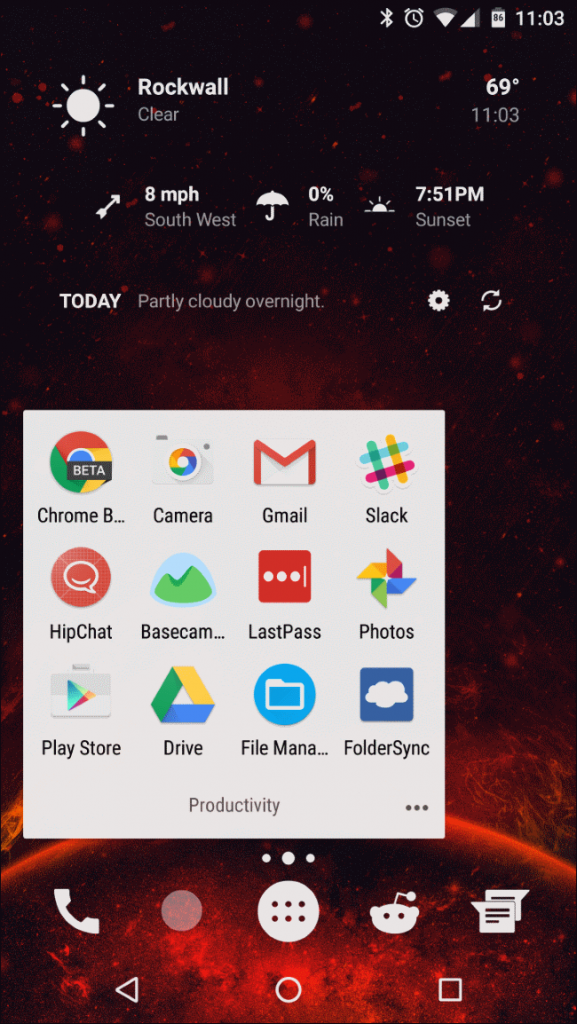 86 11:03
Rockwall 69°
Clear 11:03
8 mph 0% 7:51PM
South West Rain Sunset
TODAY Partly cloudy overnight.
BETA
Chrome B... Camera Gmail Slack
HipChat Basecam... LastPass Photos
Play Store Drive File Mana... FolderSync
Productivity